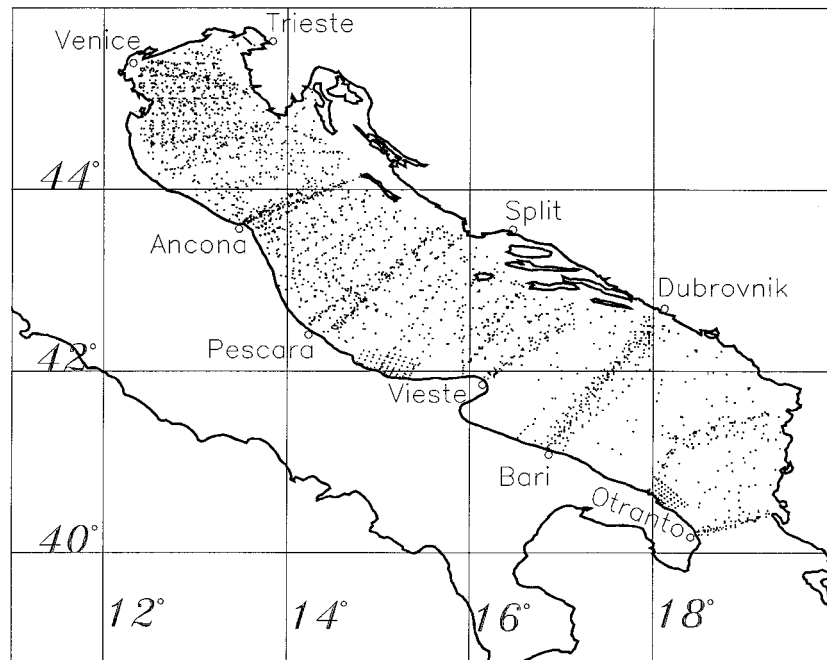 Trieste
Venice
44°
Split
Ancona
Dubrovnik
Pescara
42°
Vieste
Bari
Otranto
40°
12°
14°
16°
18°